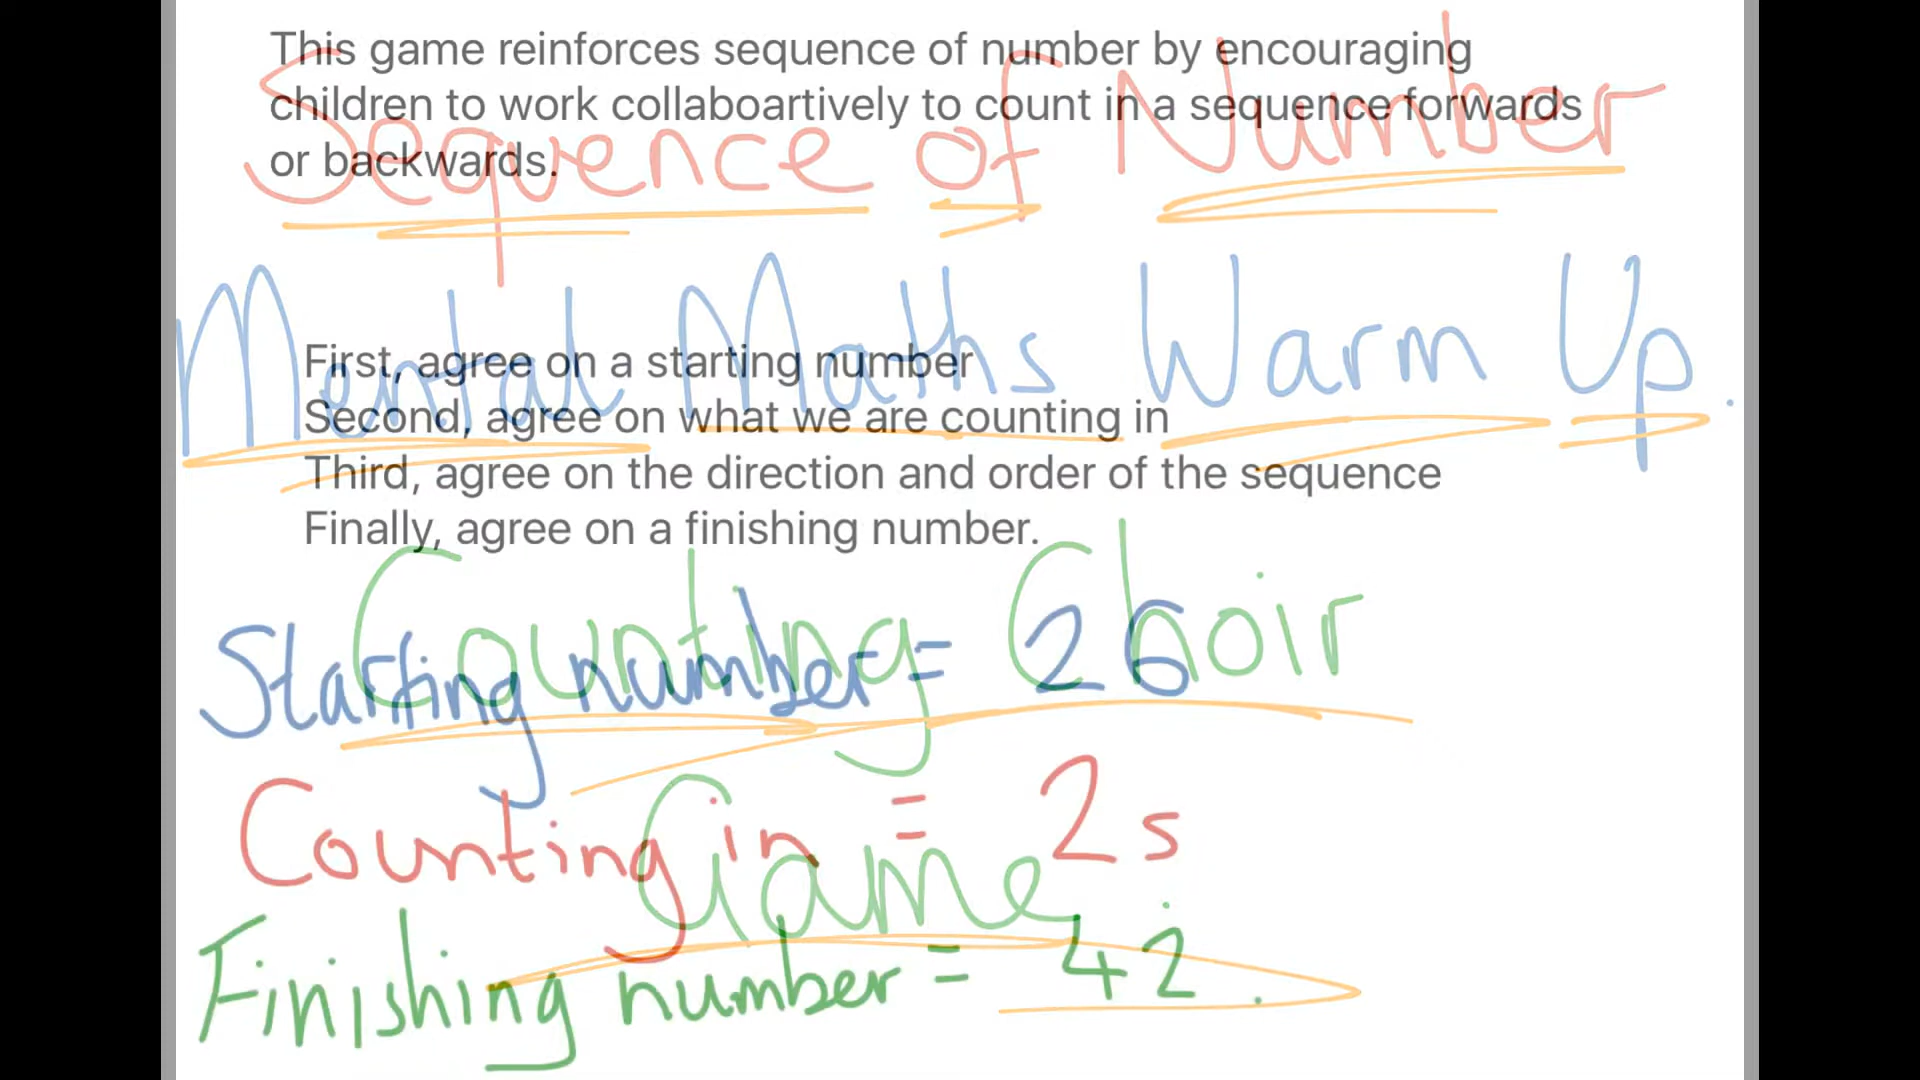 This game reinforces sequence of number by encouraging
children to work collaboartively to count in a sequence forwards
or backwards.
Sequence of Number
Mental Maths Warm Up.
First, agree on a starting number
Second, agree on what we are counting in
Third, agree on the direction and order of the sequence
Finally, agree on a finishing number.
Counting Choir
Game
Starting number = 26
Counting in = 2s
Finishing number = 42.